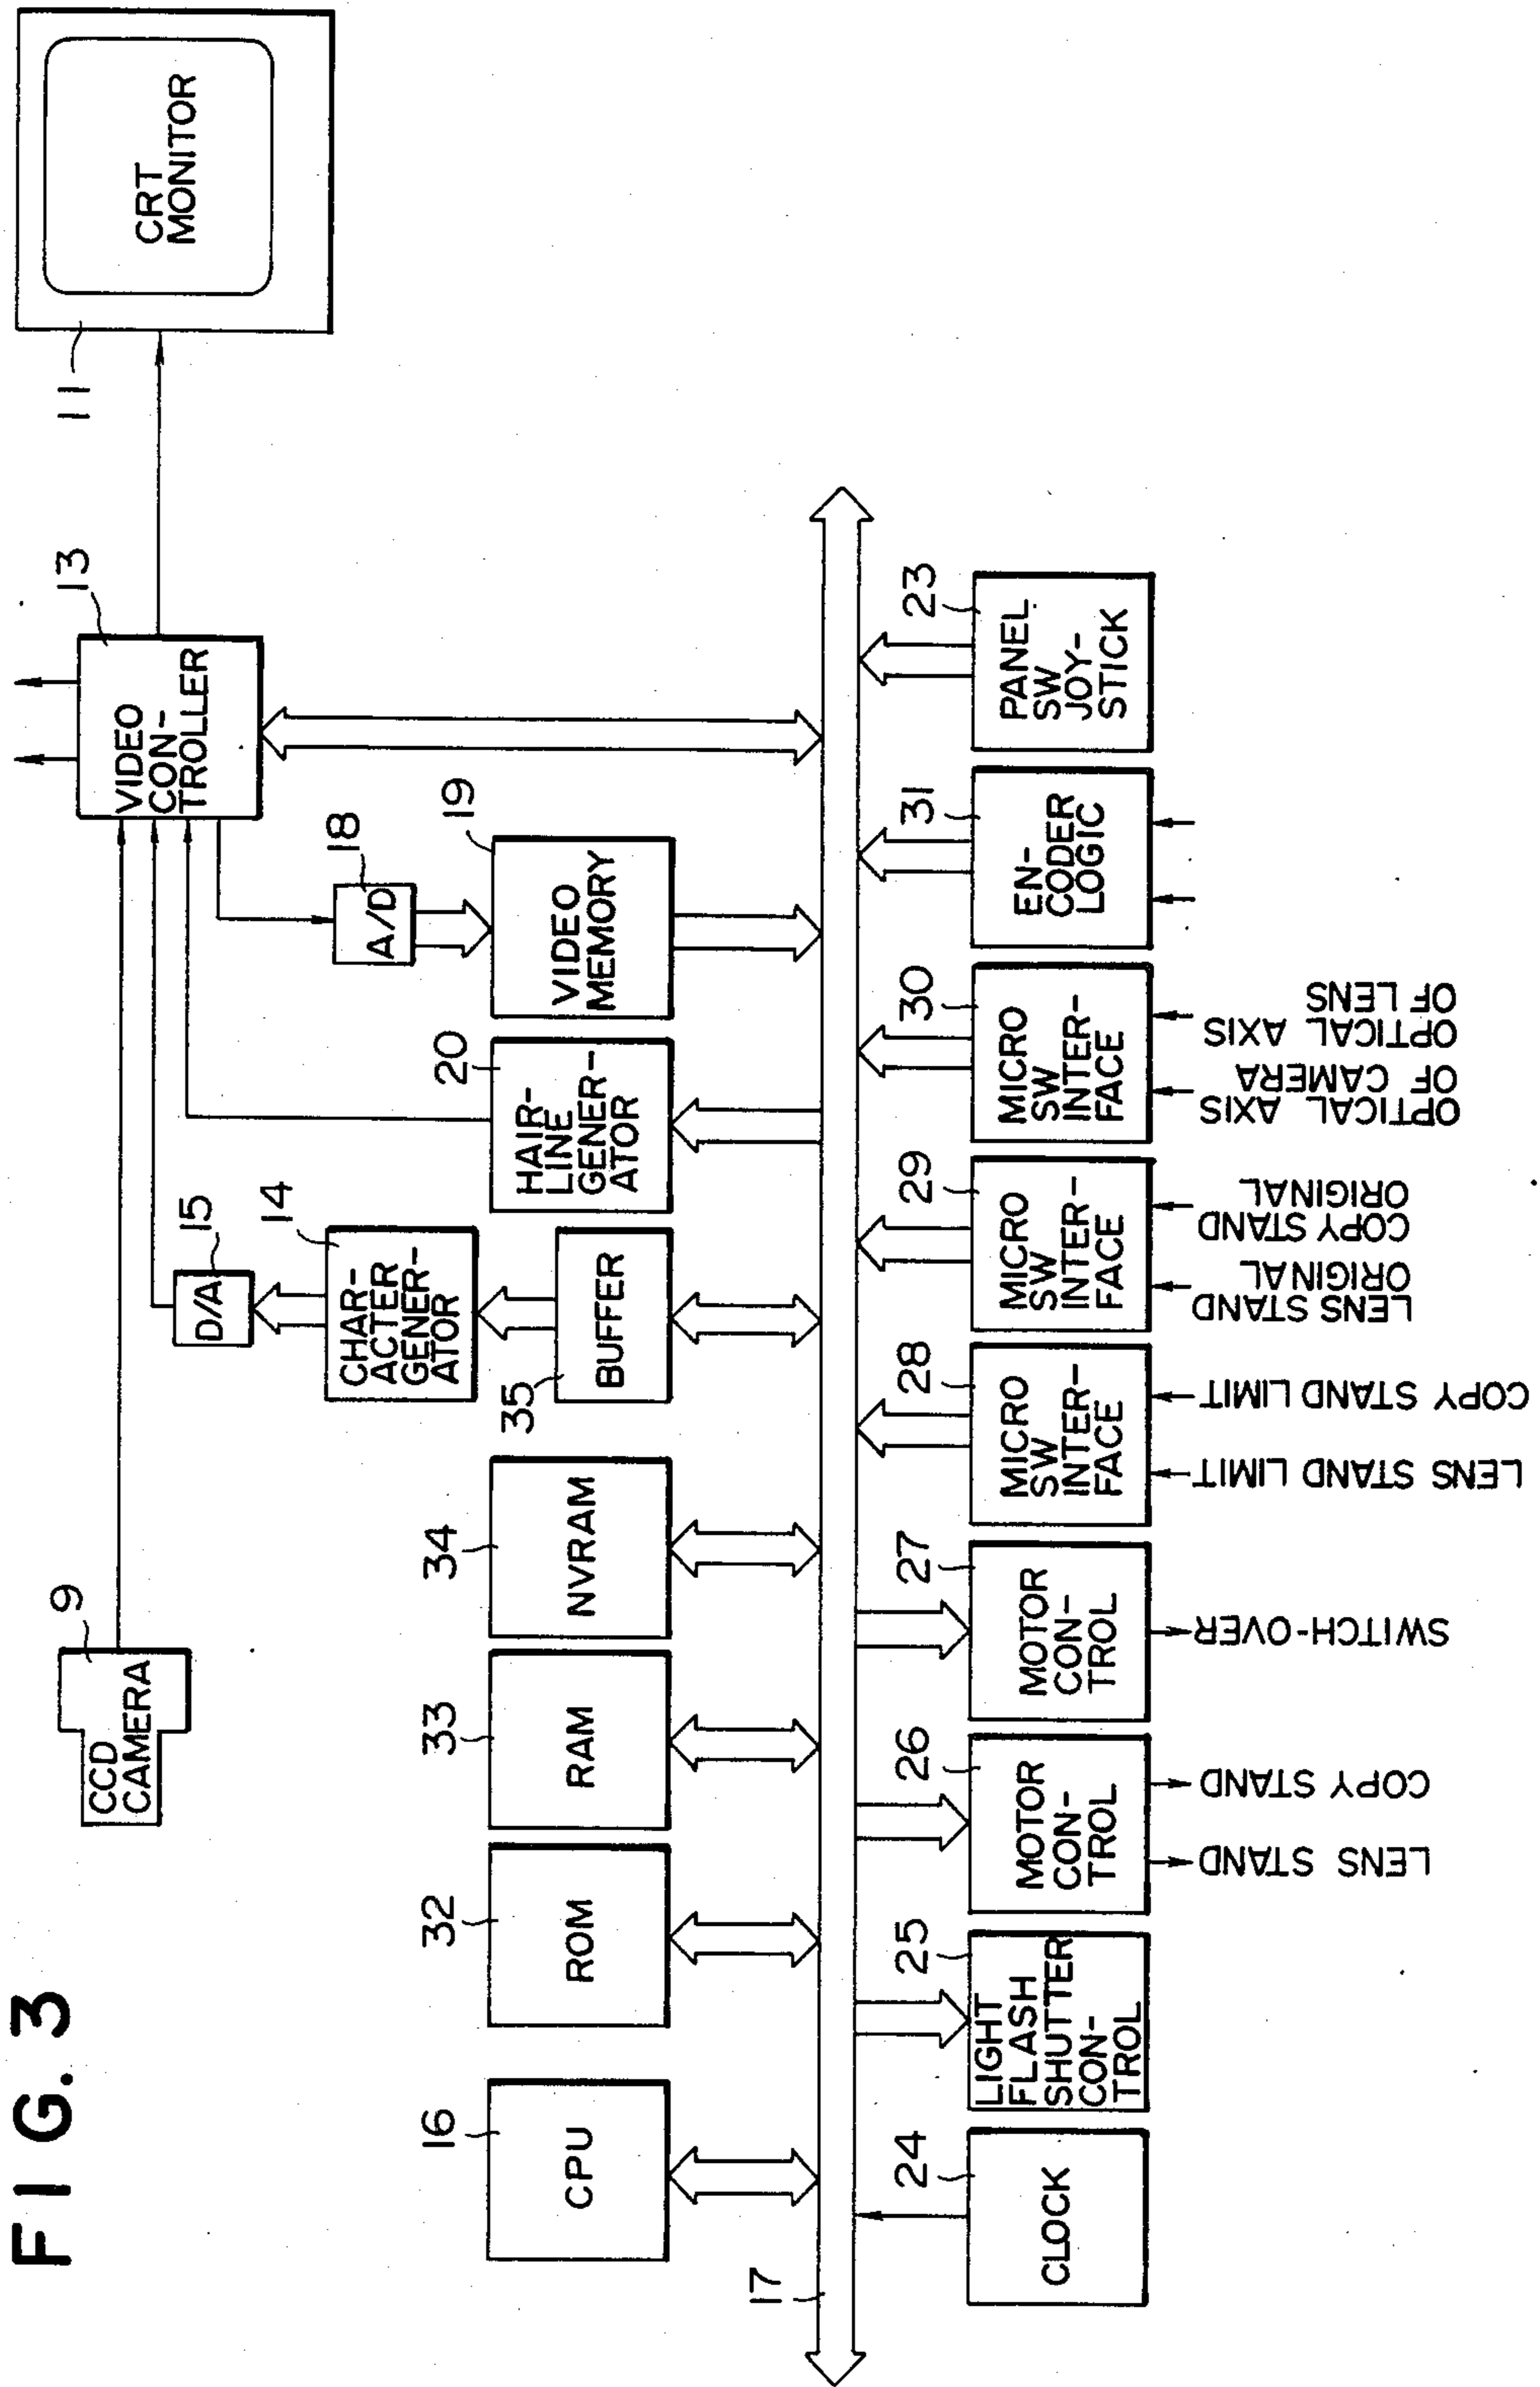 FIG. 3
9
CCD
CAMERA
13
VIDEO
CON-
TROLLER
11
CRT
MONITOR
15
D/A
14
CHAR-
ACTER
GENER-
ATOR
18
A/D
16
CPU
32
ROM
33
RAM
34
NVRAM
35
BUFFER
20
HAIR-
LINE
GENER-
ATOR
19
VIDEO
MEMORY
17
24
CLOCK
25
LIGHT
FLASH
SHUTTER
CON-
TROL
26
MOTOR
CON-
TROL
27
MOTOR
CON-
TROL
28
MICRO
SW
INTER-
FACE
29
MICRO
SW
INTER-
FACE
30
MICRO
SW
INTER-
FACE
31
EN-
CODER
LOGIC
23
PANEL
SW
JOY-
STICK
LENS STAND
COPY STAND
SWITCH-OVER
LENS STAND LIMIT
COPY STAND LIMIT
LENS STAND
ORIGINAL
COPY STAND
ORIGINAL
OPTICAL AXIS
OF CAMERA
OPTICAL AXIS
OF LENS